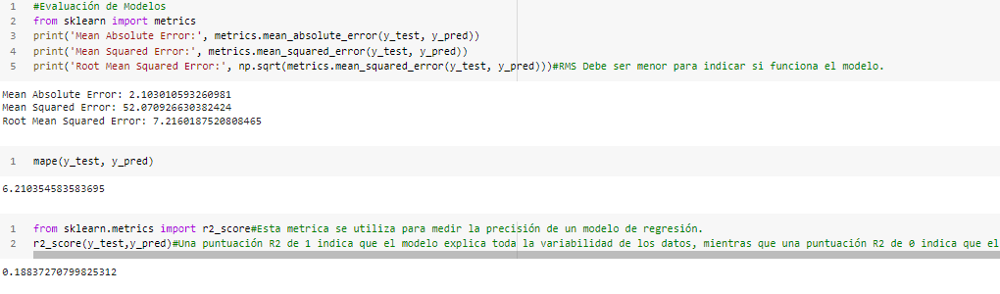 1 #Evaluación de Modelos
2 from sklearn import metrics
3 print('Mean Absolute Error:', metrics.mean_absolute_error(y_test, y_pred))
4 print('Mean Squared Error:', metrics.mean_squared_error(y_test, y_pred))
5 print('Root Mean Squared Error:', np.sqrt(metrics.mean_squared_error(y_test, y_pred)))#RMS Debe ser menor para indicar si funciona el modelo.
Mean Absolute Error: 2.103010593260981
Mean Squared Error: 52.070926630382424
Root Mean Squared Error: 7.2160187520808465
1 mape(y_test, y_pred)
6.210354583583695
1 from sklearn.metrics import r2_score#Esta metrica se utiliza para medir la precisión de un modelo de regresión.
2 r2_score(y_test,y_pred)#Una puntuación R2 de 1 indica que el modelo explica toda la variabilidad de los datos, mientras que una puntuación R2 de 0 indica que el
0.18837270799825312